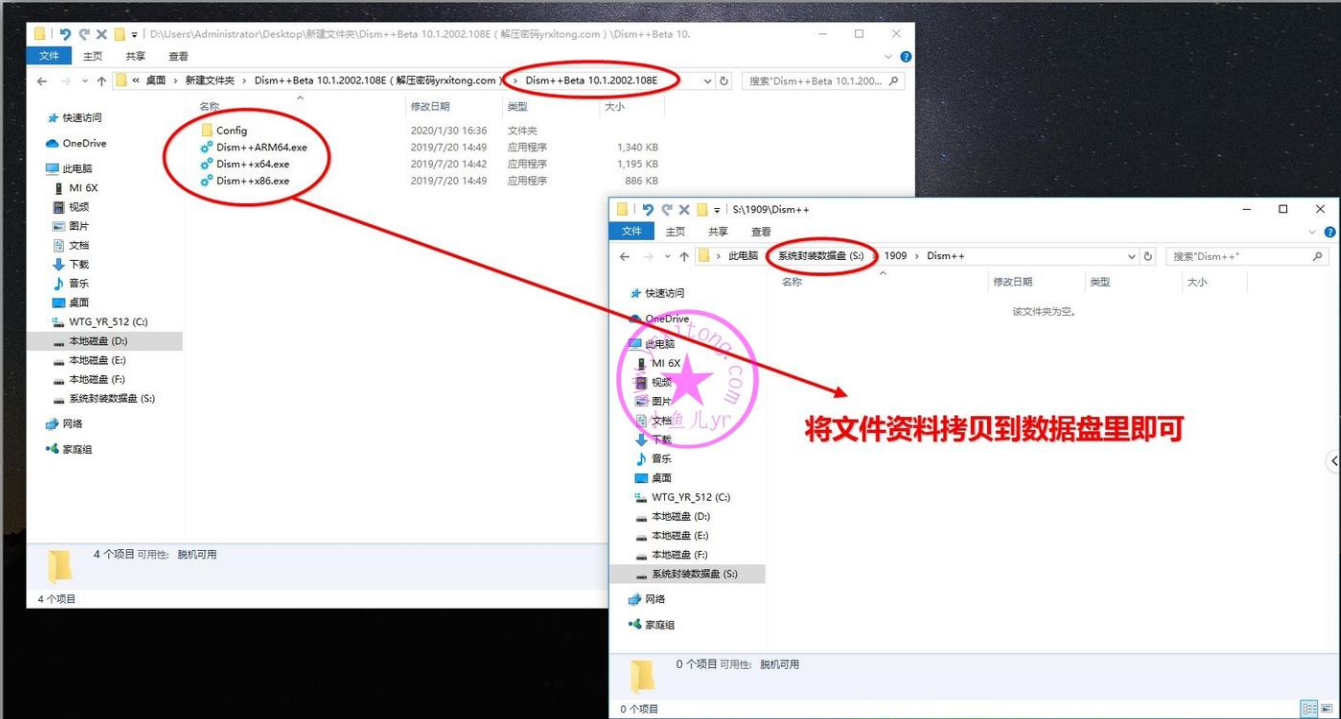 D:\Users\Administrator\Desktop\新建文件夹\Dism++Beta 10.1.2002.108E ( 解压密码yrxitong.com ) \Dism++Beta 10.
文件 主页 共享 查看
« 桌面 › 新建文件夹 › Dism++Beta 10.1.2002.108E ( 解压密码yrxitong.com ) › Dism++Beta 10.1.2002.108E 搜索"Dism++Beta 10.1.200...
名称 修改日期 类型 大小
快速访问
OneDrive
此电脑
MI 6X
视频
图片
文档
下载
音乐
桌面
WTG_YR_512 (C:)
本地磁盘 (D:)
本地磁盘 (E:)
本地磁盘 (F:)
系统封装数据盘 (S:)
网络
家庭组
Config 2020/1/30 16:36 文件夹
Dism++ARM64.exe 2019/7/20 14:49 应用程序 1,340 KB
Dism++x64.exe 2019/7/20 14:42 应用程序 1,195 KB
Dism++x86.exe 2019/7/20 14:49 应用程序 886 KB
4 个项目 可用性: 脱机可用
4 个项目
S:\1909\Dism++
文件 主页 共享 查看
› 此电脑 › 系统封装数据盘 (S:) › 1909 › Dism++ 搜索"Dism++"
名称 修改日期 类型 大小
该文件夹为空。
快速访问
OneDrive
此电脑
MI 6X
视频
图片
文档
下载
音乐
桌面
WTG_YR_512 (C:)
本地磁盘 (D:)
本地磁盘 (E:)
本地磁盘 (F:)
系统封装数据盘 (S:)
网络
家庭组
将文件资料拷贝到数据盘里即可
0 个项目 可用性: 脱机可用
0 个项目
www.yrxitong.com
小鱼儿yr